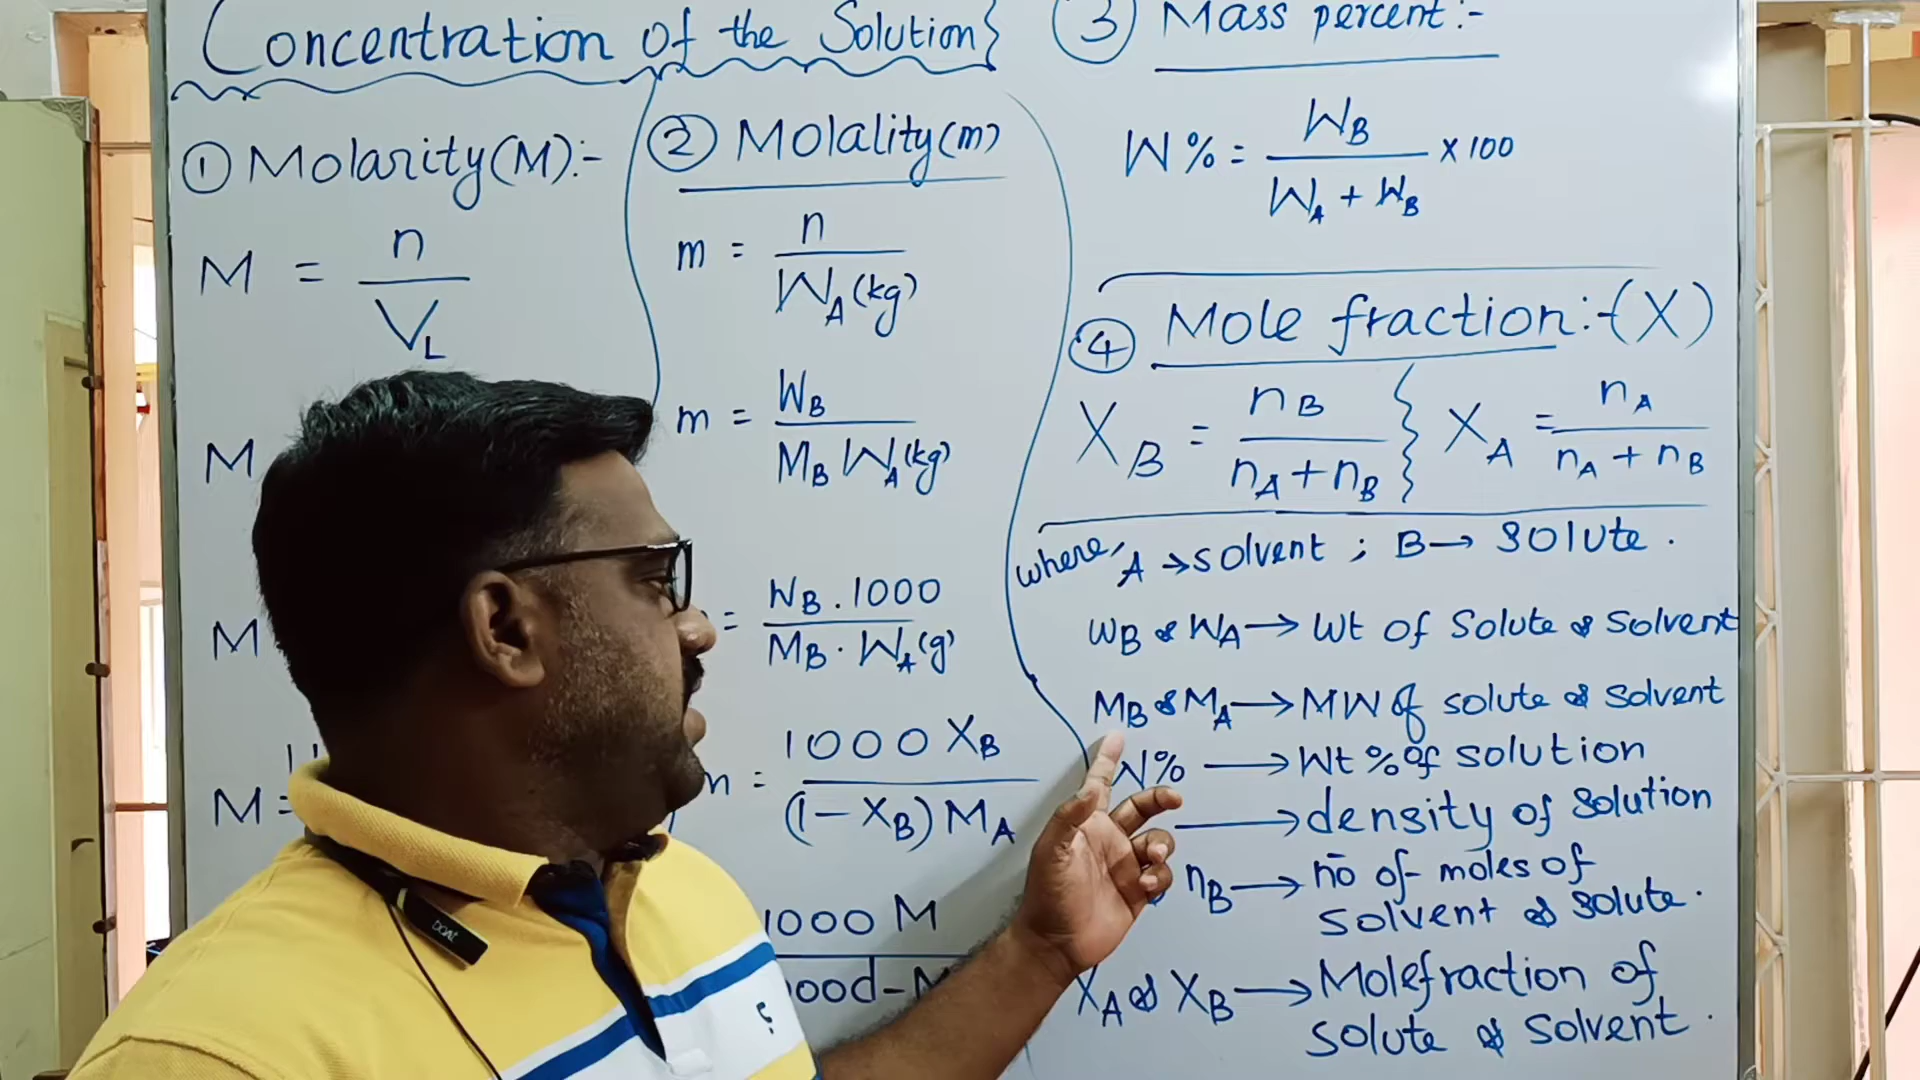 Concentration of the Solution}
① Molarity(M):-
M = n / V_L
M
M
M =
② Molality(m)
m = n / W_A(kg)
m = W_B / M_B W_A(kg)
= W_B . 1000 / M_B . W_A(g)
m = 1000 X_B / (1 - X_B) M_A
1000 M
③ Mass percent:-
W% = W_B / W_A + W_B × 100
④ Mole fraction:-(X)
X_B = n_B / n_A + n_B } X_A = n_A / n_A + n_B
where, A → solvent ; B → solute .
W_B & W_A → Wt of Solute & Solvent
M_B & M_A → MW of solute & solvent
W% → Wt % of solution
→ density of solution
n_B → no of moles of
solvent & solute .
X_A & X_B → Molefraction of
solute & Solvent .
boAt